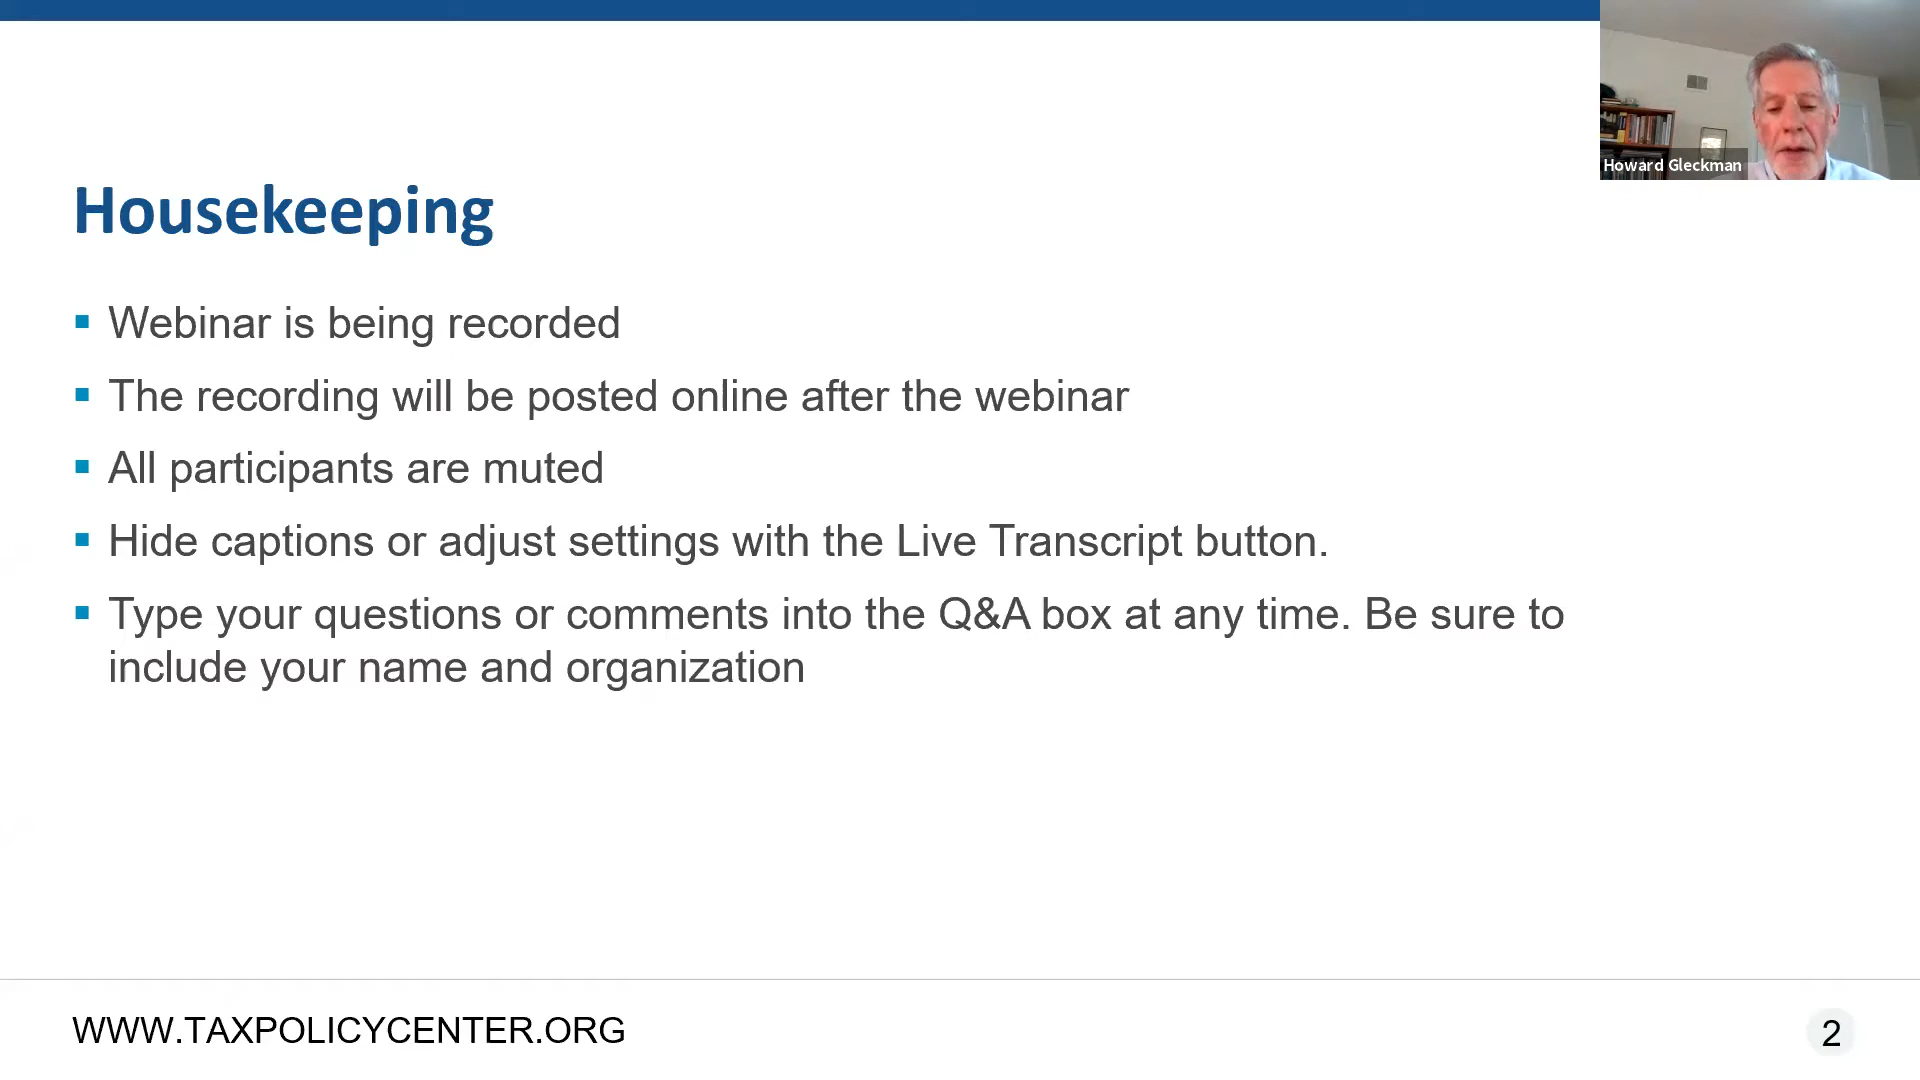 Howard Gleckman
Housekeeping
Webinar is being recorded
The recording will be posted online after the webinar
All participants are muted
Hide captions or adjust settings with the Live Transcript button.
Type your questions or comments into the Q&A box at any time. Be sure to
include your name and organization
WWW.TAXPOLICYCENTER.ORG
2